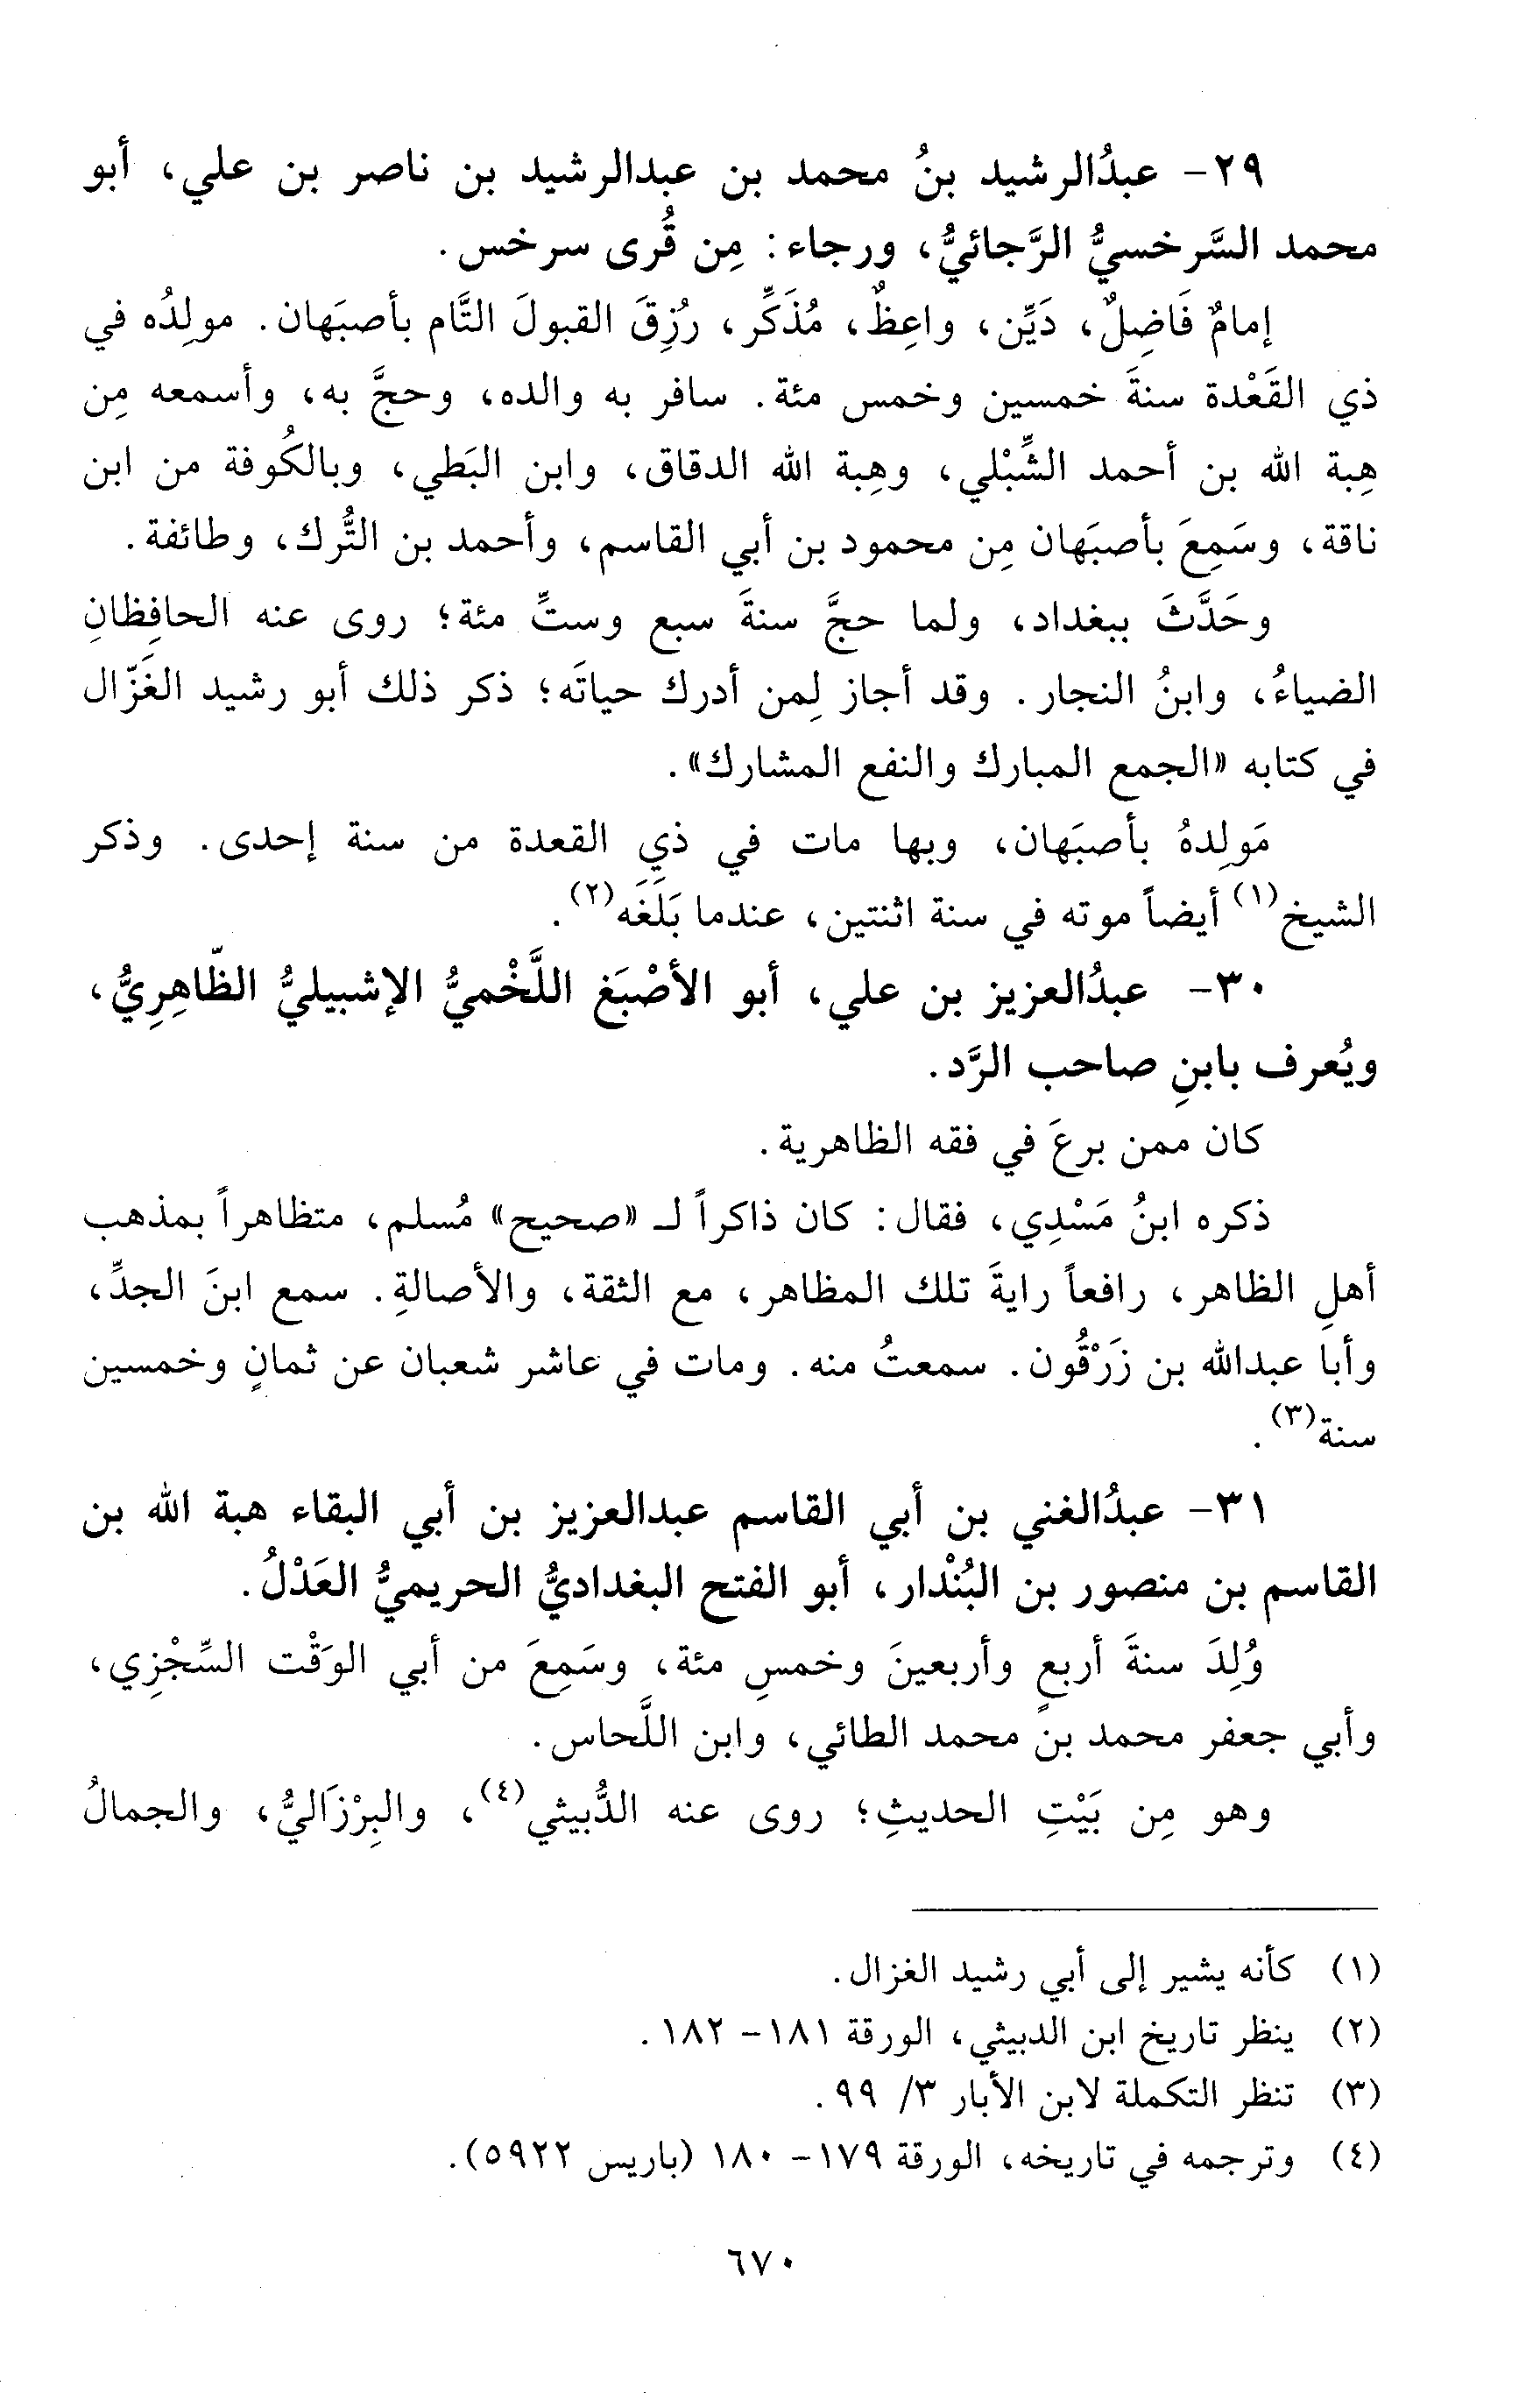 ٢٩- عبدُالرشيد بنُ محمد بن عبدالرشيد بن ناصر بن علي، أبو
محمد السَّرخسيُّ الرَّجائيُّ، ورجاء: مِن قُرى سرخس.
إمامٌ فَاضِلٌ، دَيِّن، واعِظٌ، مُذَكِّر، رُزِقَ القبولَ التَّام بأصبَهان. مولِدُه في
ذي القَعْدة سنةَ خمسين وخمس مئة. سافر به والده، وحجَّ به، وأسمعه مِن
هِبة الله بن أحمد الشِّبْلي، وهِبة الله الدقاق، وابن البَطي، وبالكُوفة من ابن
ناقة، وسَمِعَ بأصبَهان مِن محمود بن أبي القاسم، وأحمد بن التُّرك، وطائفة.
وحَدَّثَ ببغداد، ولما حجَّ سنةَ سبع وستِّ مئة؛ روى عنه الحافِظانِ
الضياءُ، وابنُ النجار. وقد أجاز لِمن أدرك حياتَه؛ ذكر ذلك أبو رشيد الغَزّال
في كتابه «الجمع المبارك والنفع المشارك».
مَولِدهُ بأصبَهان، وبها مات في ذي القعدة من سنة إحدى. وذكر
الشيخ(١) أيضاً موته في سنة اثنتين، عندما بَلَغَه(٢).
٣٠- عبدُالعزيز بن علي، أبو الأصْبَغ اللَّخْميُّ الإشبيليُّ الظّاهِرِيُّ،
ويُعرف بابنِ صاحب الرَّد.
كان ممن برعَ في فقه الظاهرية.
ذكره ابنُ مَسْدِي، فقال: كان ذاكراً لـ «صحيح» مُسلم، متظاهراً بمذهب
أهلِ الظاهر، رافعاً رايةَ تلك المظاهر، مع الثقة، والأصالةِ. سمع ابنَ الجدِّ،
وأبا عبدالله بن زَرْقُون. سمعتُ منه. ومات في عاشر شعبان عن ثمانٍ وخمسين
سنة(٣).
٣١- عبدُالغني بن أبي القاسم عبدالعزيز بن أبي البقاء هبة الله بن
القاسم بن منصور بن البُنْدار، أبو الفتح البغداديُّ الحريميُّ العَدْلُ.
وُلِدَ سنةَ أربعٍ وأربعينَ وخمسِ مئة، وسَمِعَ من أبي الوَقْت السِّجْزِي،
وأبي جعفر محمد بن محمد الطائي، وابن اللَّحاس.
وهو مِن بَيْتِ الحديثِ؛ روى عنه الدُّبيثي(٤)، والبِرْزَاليُّ، والجمالُ
(١) كأنه يشير إلى أبي رشيد الغزال.
(٢) ينظر تاريخ ابن الدبيثي، الورقة ١٨١- ١٨٢.
(٣) تنظر التكملة لابن الأبار ٣/ ٩٩.
(٤) وترجمه في تاريخه، الورقة ١٧٩- ١٨٠ (باريس ٥٩٢٢).
٦٧٠